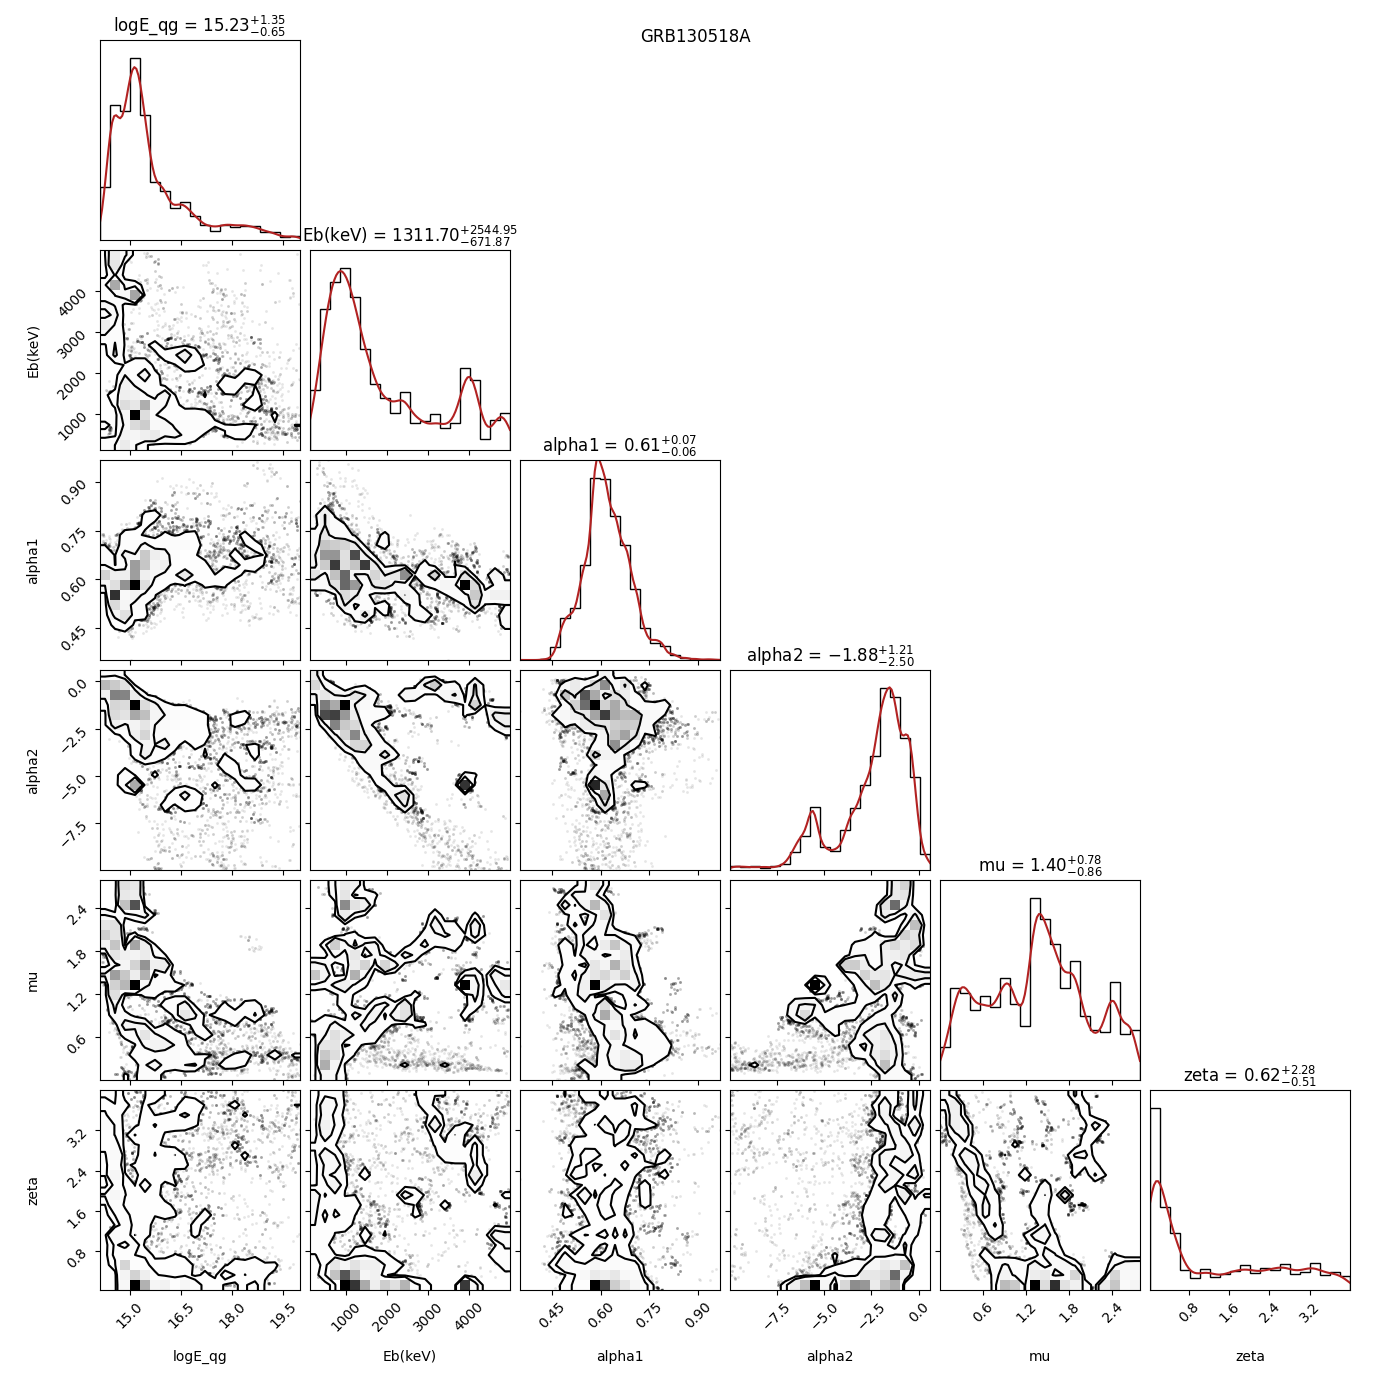 logE_qg = 15.23+1.35−0.65
GRB130518A
Eb(keV) = 1311.70+2544.95−671.87
Eb(keV)
4000
3000
2000
1000
alpha1 = 0.61+0.07−0.06
alpha1
0.90
0.75
0.60
0.45
alpha2 = −1.88+1.21−2.50
alpha2
0.0
−2.5
−5.0
−7.5
mu = 1.40+0.78−0.86
mu
2.4
1.8
1.2
0.6
zeta = 0.62+2.28−0.51
zeta
3.2
2.4
1.6
0.8
15.0 16.5 18.0 19.5 1000 2000 3000 4000 0.45 0.60 0.75 0.90 −7.5 −5.0 −2.5 0.0 0.6 1.2 1.8 2.4 0.8 1.6 2.4 3.2
logE_qg Eb(keV) alpha1 alpha2 mu zeta